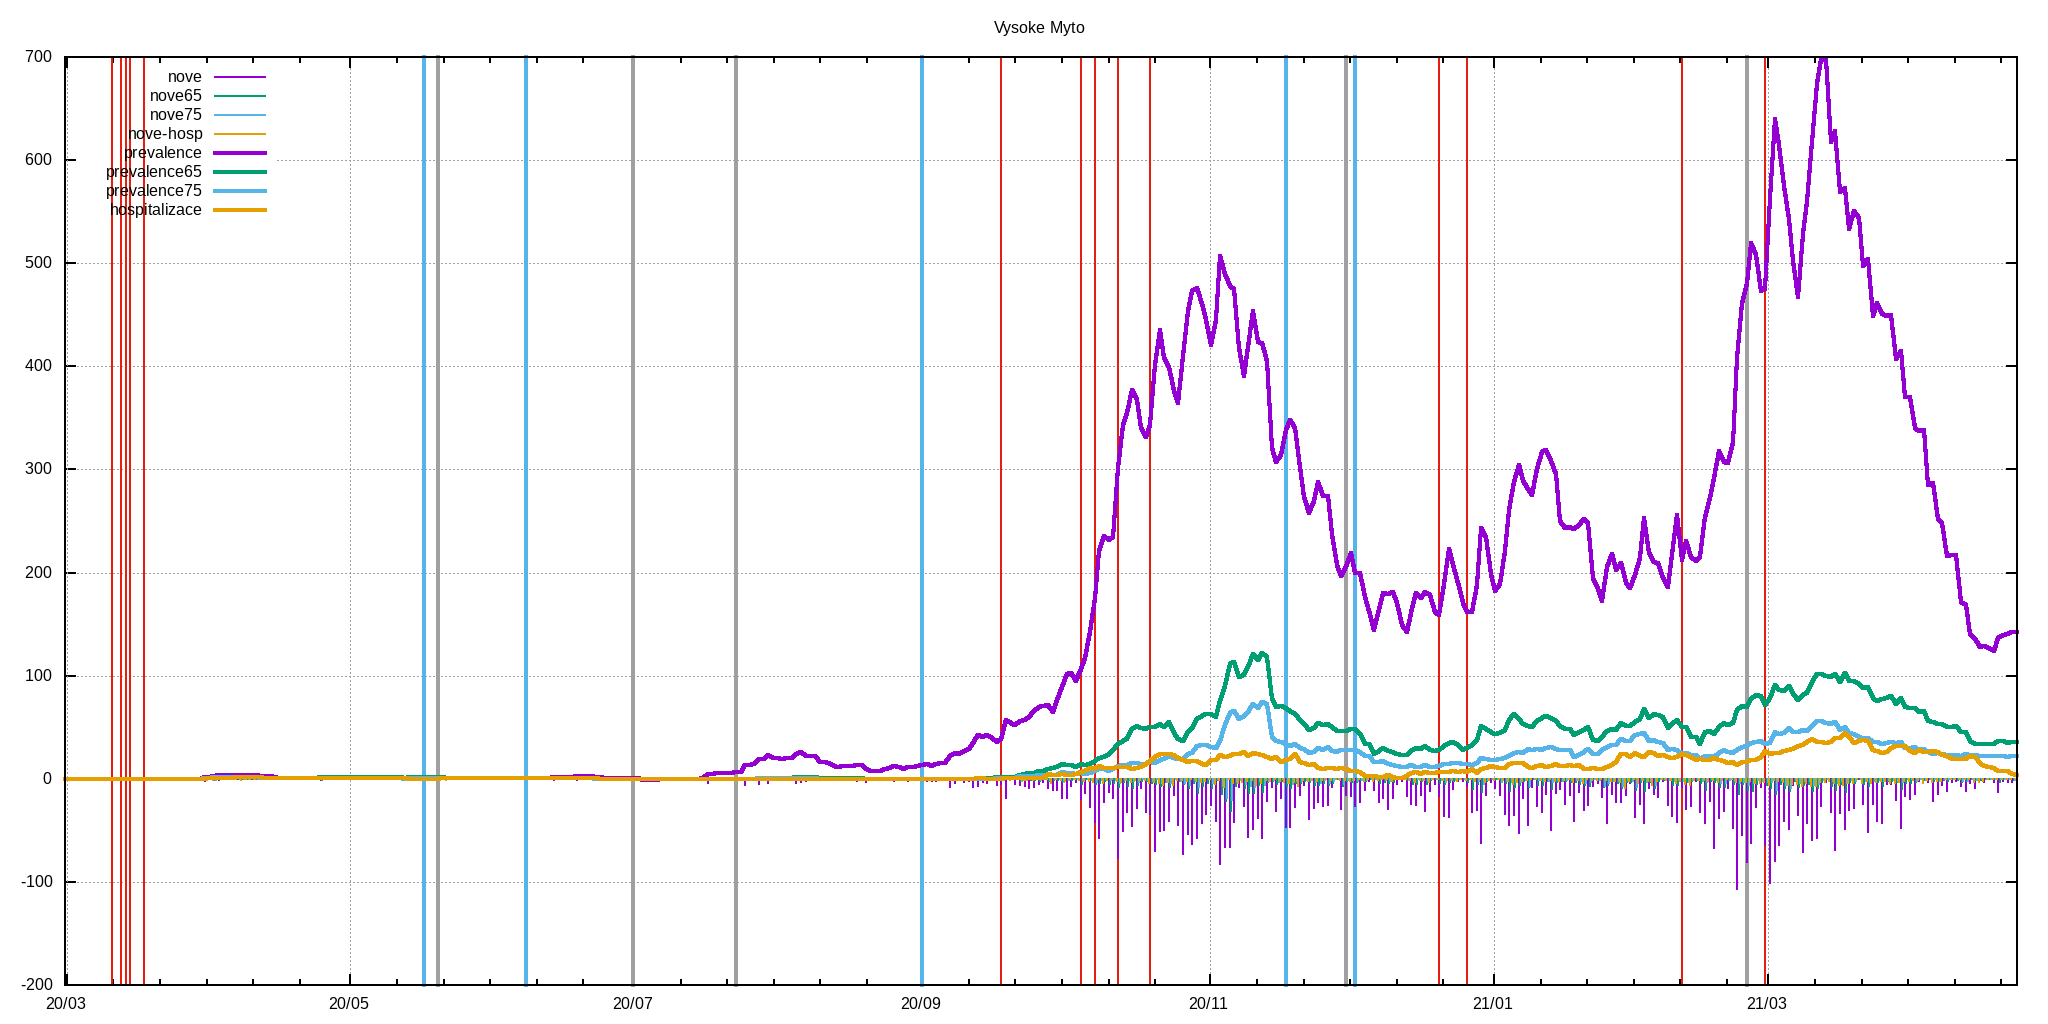 Vysoke Myto
700
600
500
400
300
200
100
0
-100
-200
nove
nove65
nove75
nove-hosp
prevalence
prevalence65
prevalence75
hospitalizace
20/03 20/05 20/07 20/09 20/11 21/01 21/03